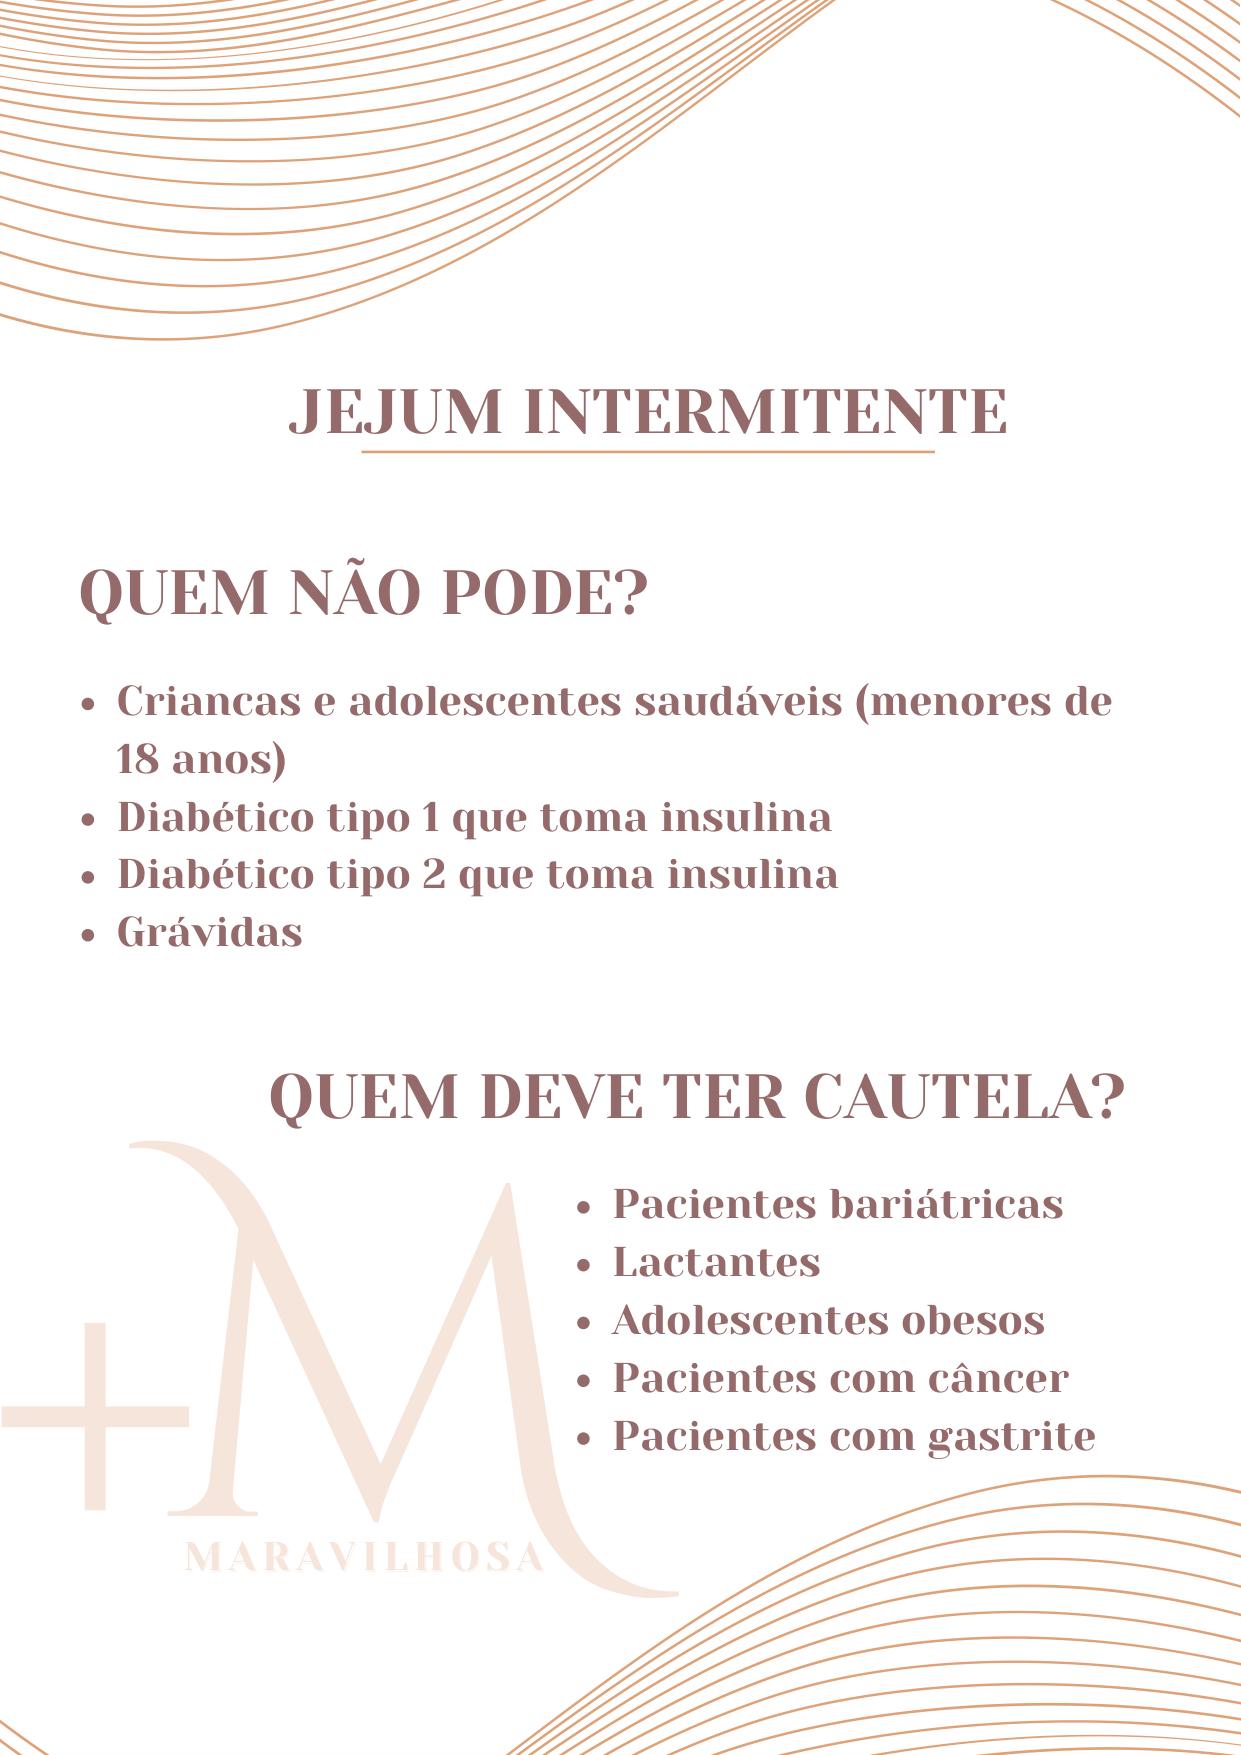 JEJUM INTERMITENTE
QUEM NÃO PODE?
• Criancas e adolescentes saudáveis (menores de
18 anos)
• Diabético tipo 1 que toma insulina
• Diabético tipo 2 que toma insulina
• Grávidas
QUEM DEVE TER CAUTELA?
• Pacientes bariátricas
• Lactantes
• Adolescentes obesos
• Pacientes com câncer
• Pacientes com gastrite
+M
MARAVILHOSA